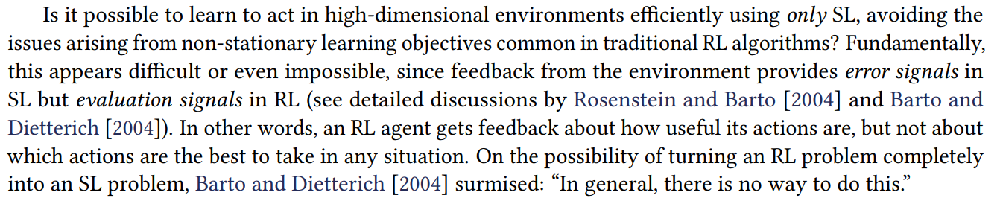 Is it possible to learn to act in high-dimensional environments efficiently using only SL, avoiding the
issues arising from non-stationary learning objectives common in traditional RL algorithms? Fundamentally,
this appears difficult or even impossible, since feedback from the environment provides error signals in
SL but evaluation signals in RL (see detailed discussions by Rosenstein and Barto [2004] and Barto and
Dietterich [2004]). In other words, an RL agent gets feedback about how useful its actions are, but not about
which actions are the best to take in any situation. On the possibility of turning an RL problem completely
into an SL problem, Barto and Dietterich [2004] surmised: “In general, there is no way to do this.”